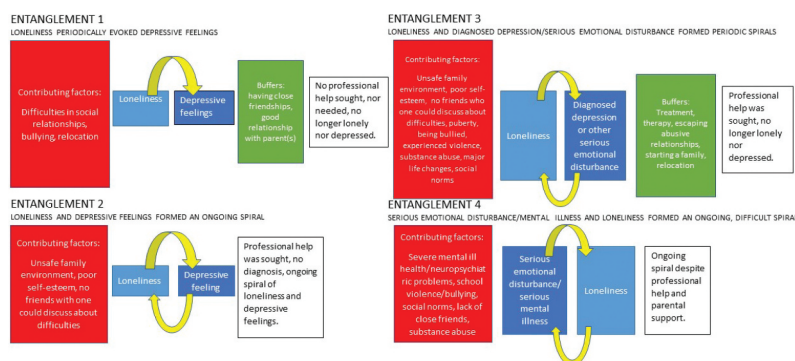 ENTANGLEMENT 1
LONELINESS PERIODICALLY EVOKED DEPRESSIVE FEELINGS
Contributing factors:
Difficulties in social
relationships,
bullying, relocation
Loneliness
Depressive
feelings
Buffers:
having close
friendships,
good
relationship
with parent(s)
No professional
help sought, nor
needed, no
longer lonely
nor depressed.
ENTANGLEMENT 2
LONELINESS AND DEPRESSIVE FEELINGS FORMED AN ONGOING SPIRAL
Contributing factors:
Unsafe family
environment, poor
self-esteem, no
friends with one
could discuss about
difficulties
Loneliness
Depressive
feeling
Professional help
was sought, no
diagnosis, ongoing
spiral of
loneliness and
depressive
feelings.
ENTANGLEMENT 3
LONELINESS AND DIAGNOSED DEPRESSION/SERIOUS EMOTIONAL DISTURBANCE FORMED PERIODIC SPIRALS
Contributing factors:
Unsafe family
environment, poor self-
esteem, no friends who
one could discuss about
difficulties, puberty,
being bullied,
experienced violence,
substance abuse, major
life changes, social
norms
Loneliness
Diagnosed
depression
or other
serious
emotional
disturbance
Buffers:
Treatment,
therapy, escaping
abusive
relationships,
starting a family,
relocation
Professional
help was
sought, no
longer lonely
nor
depressed.
ENTANGLEMENT 4
SERIOUS EMOTIONAL DISTURBANCE/MENTAL ILLNESS AND LONELINESS FORMED AN ONGOING, DIFFICULT SPIRAL
Contributing factors:
Severe mental ill
health/neuropsychiat
ric problems, school
violence/bullying,
social norms, lack of
close friends,
substance abuse
Serious
emotional
disturbance/
serious
mental
illness
Loneliness
Ongoing
spiral despite
professional
help and
parental
support.